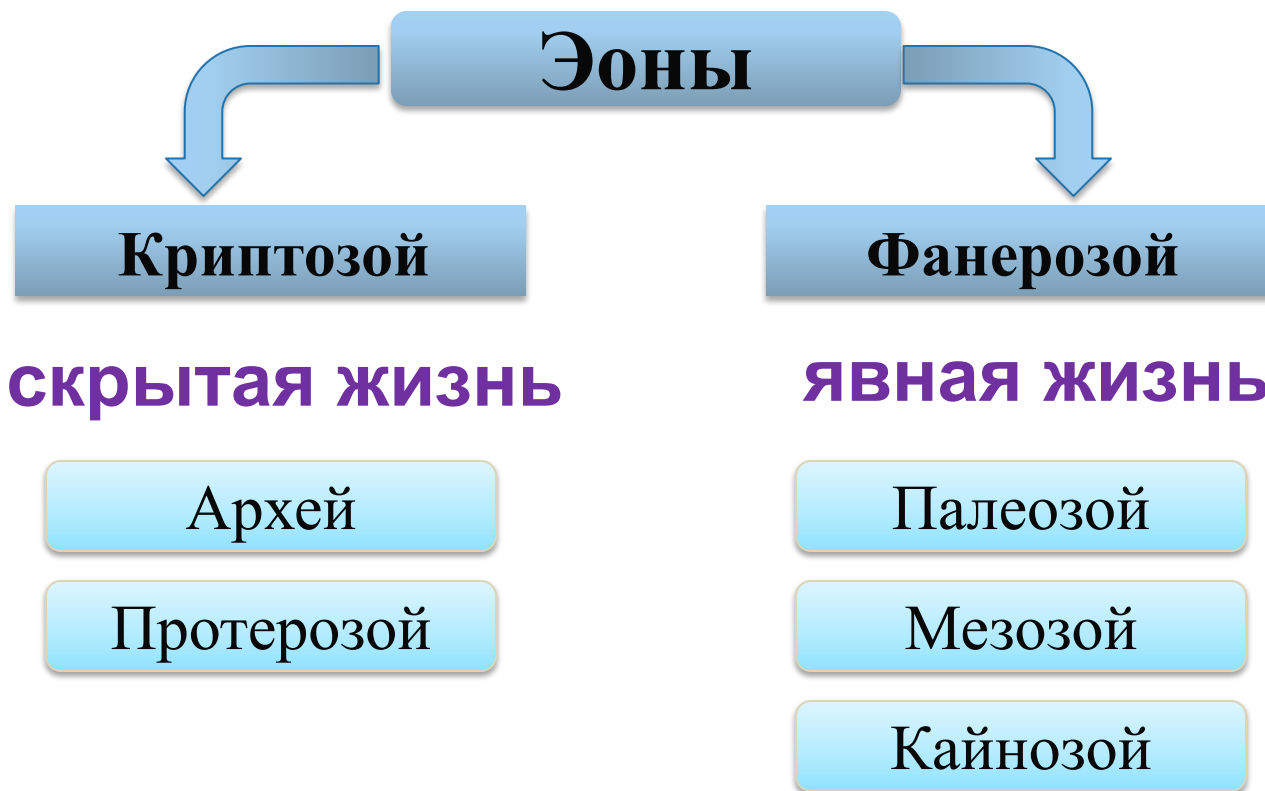 Эоны
Криптозой
Фанерозой
скрытая жизнь
явная жизнь
Архей
Палеозой
Протерозой
Мезозой
Кайнозой